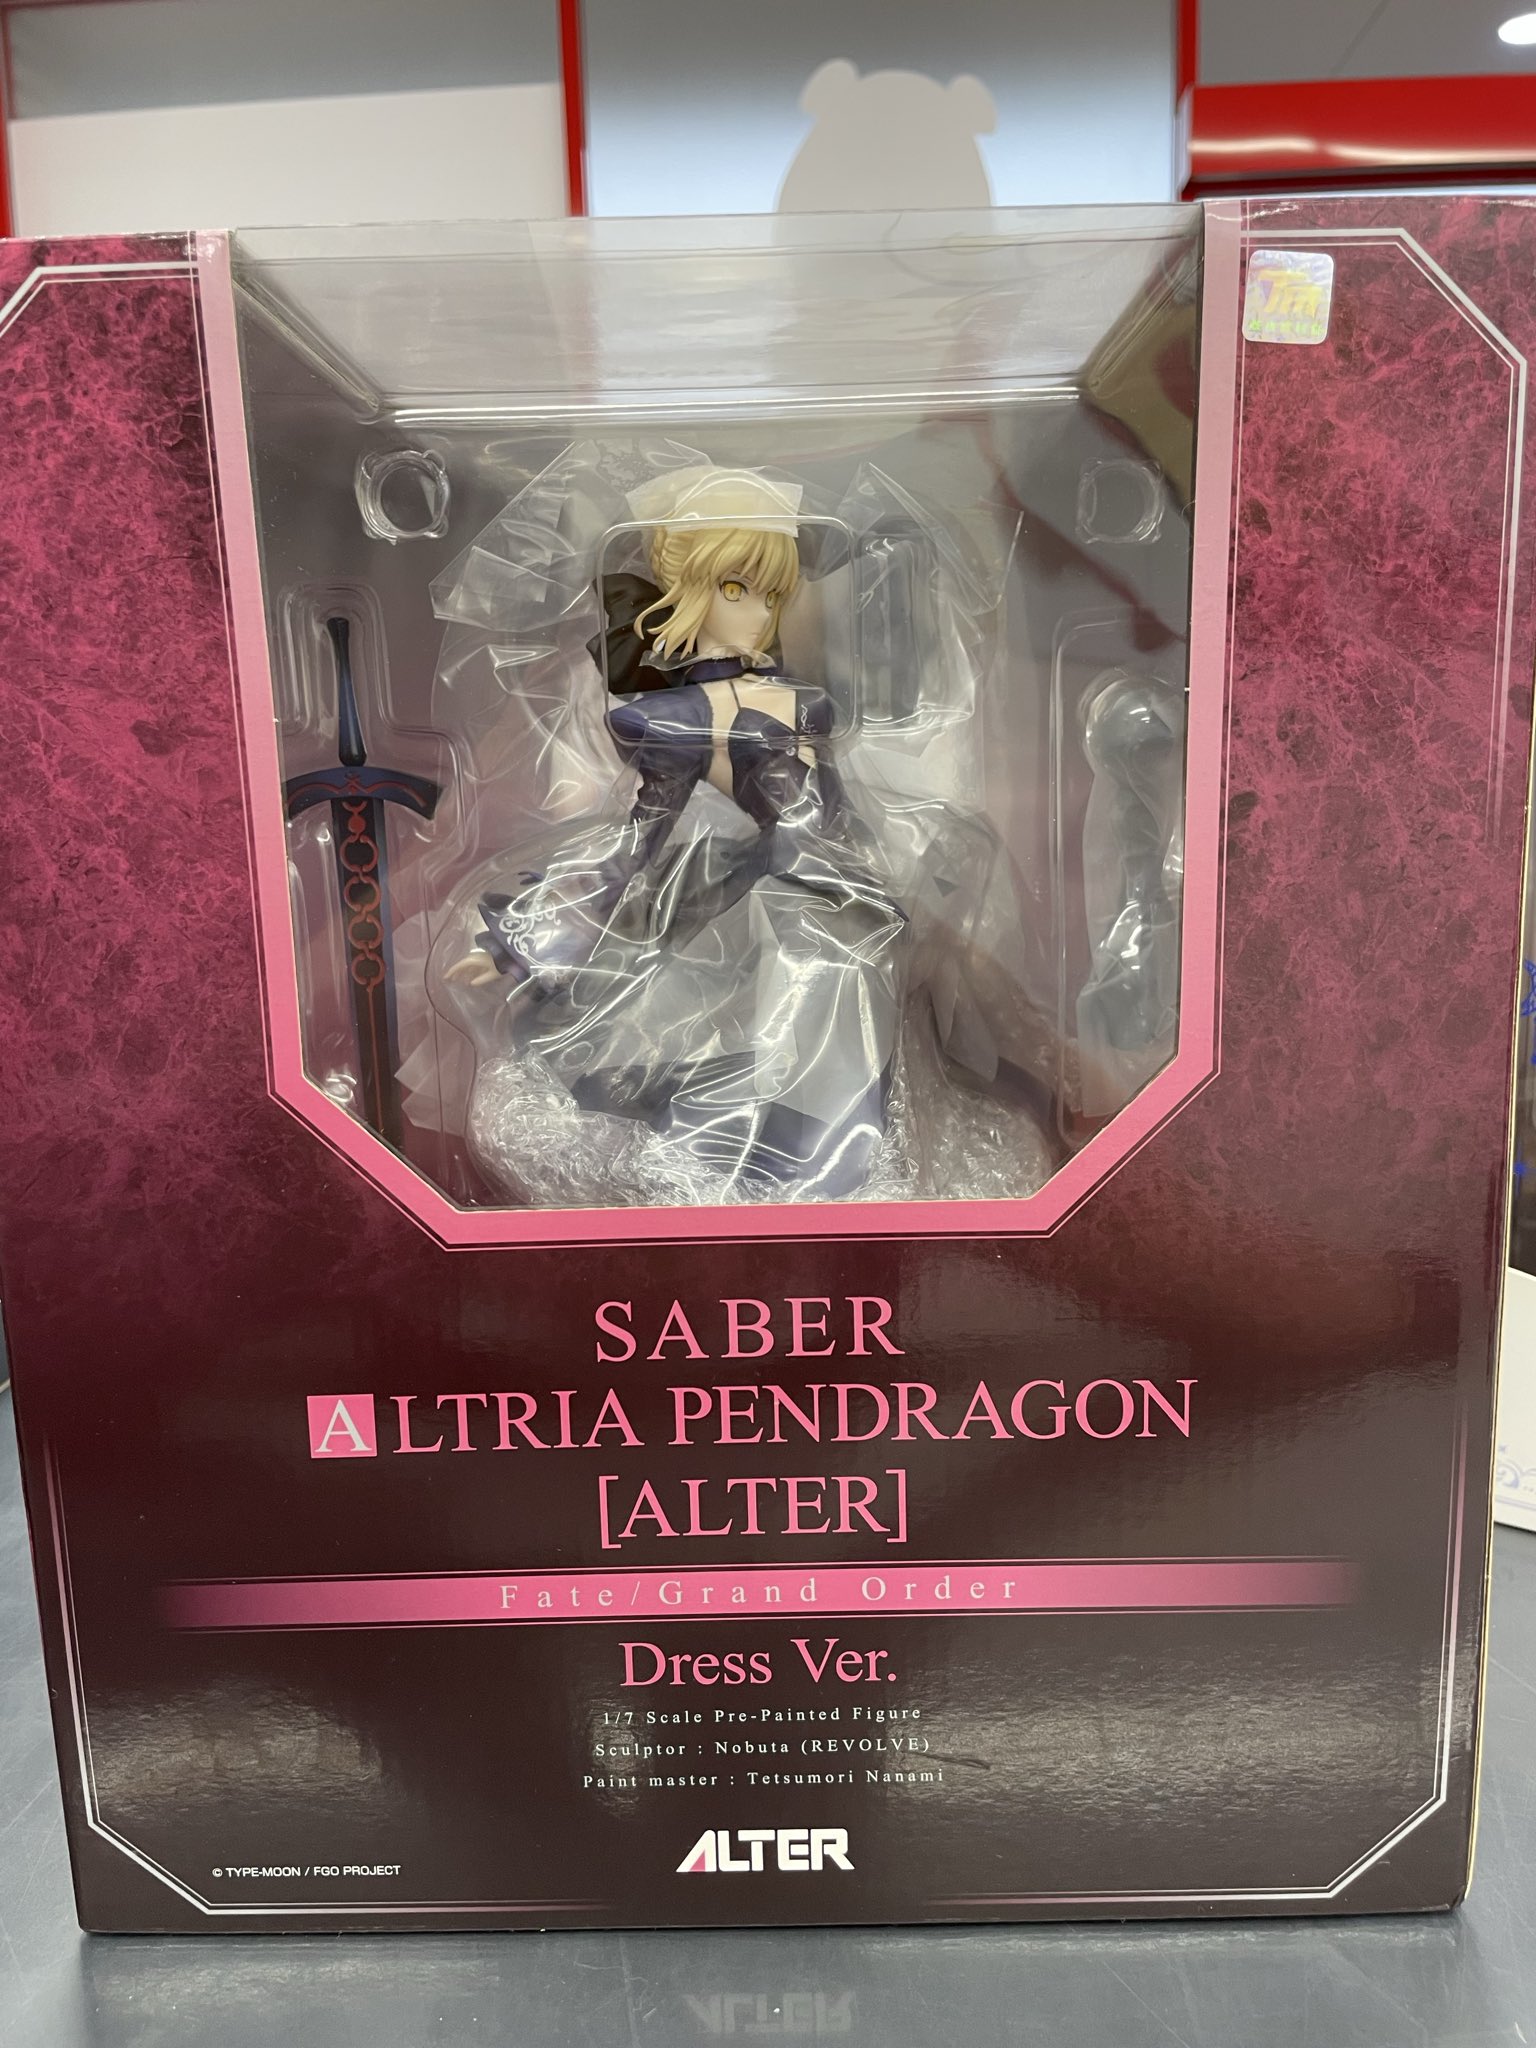 SABER
ALTRIA PENDRAGON
[ALTER]
Fate/Grand Order
Dress Ver.
1/7 Scale Pre-Painted Figure
Sculptor : Nobuta (REVOLVE)
Paint master : Tetsumori Nanami
ALTER
© TYPE-MOON / FGO PROJECT